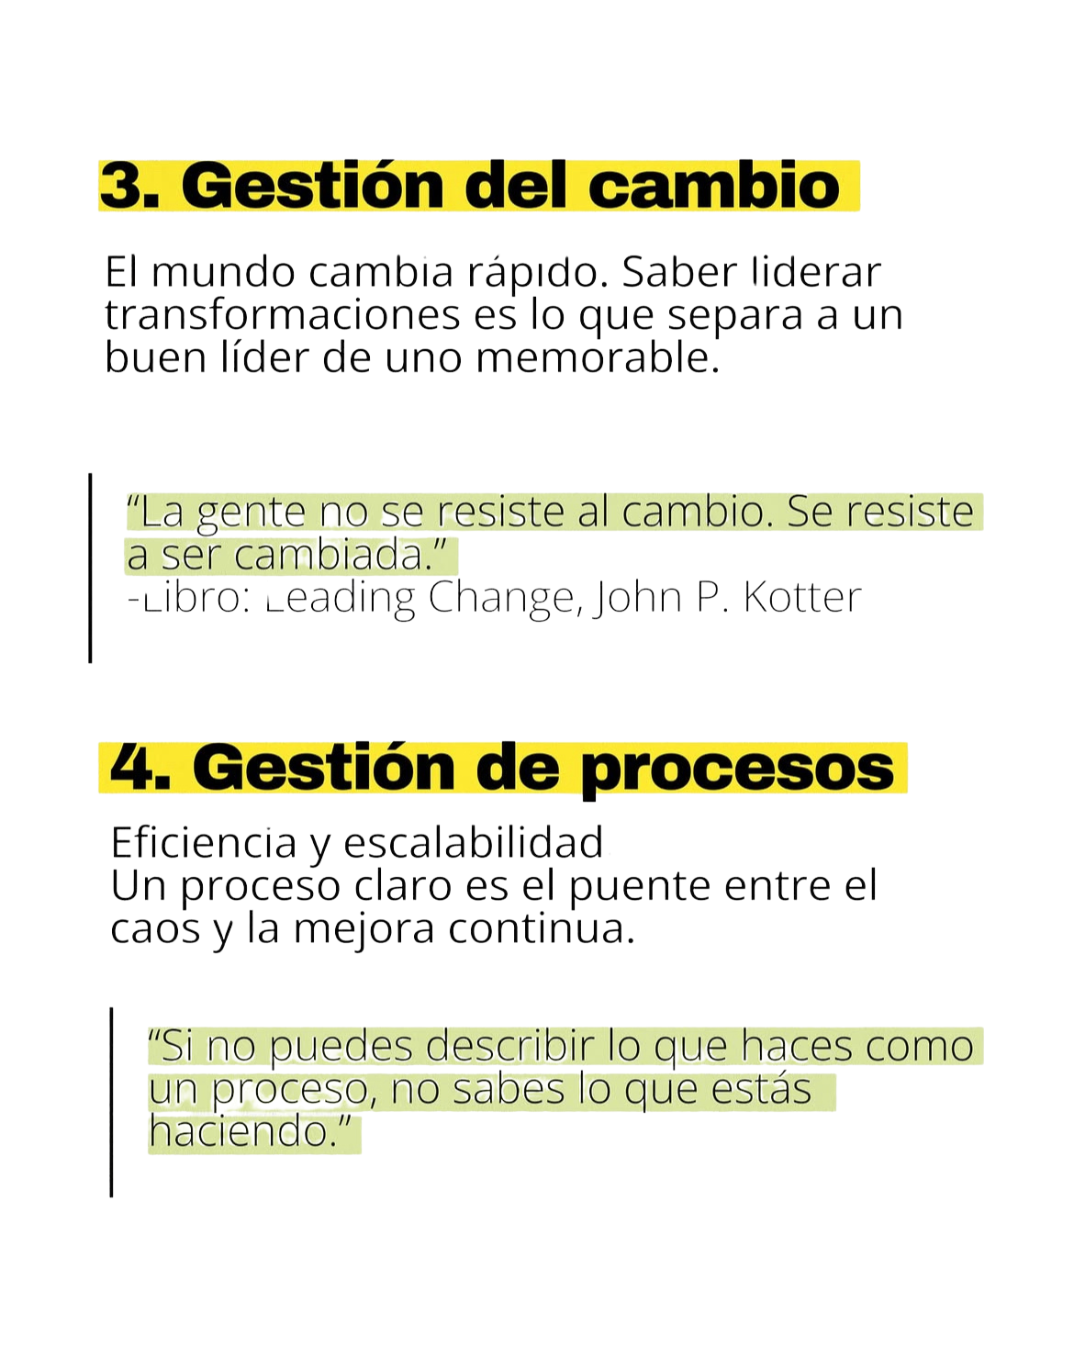 3. Gestión del cambio
El mundo cambia rápido. Saber liderar
transformaciones es lo que separa a un
buen líder de uno memorable.
“La gente no se resiste al cambio. Se resiste
a ser cambiada.”
-Libro: Leading Change, John P. Kotter
4. Gestión de procesos
Eficiencia y escalabilidad
Un proceso claro es el puente entre el
caos y la mejora continua.
“Si no puedes describir lo que haces como
un proceso, no sabes lo que estás
haciendo.”